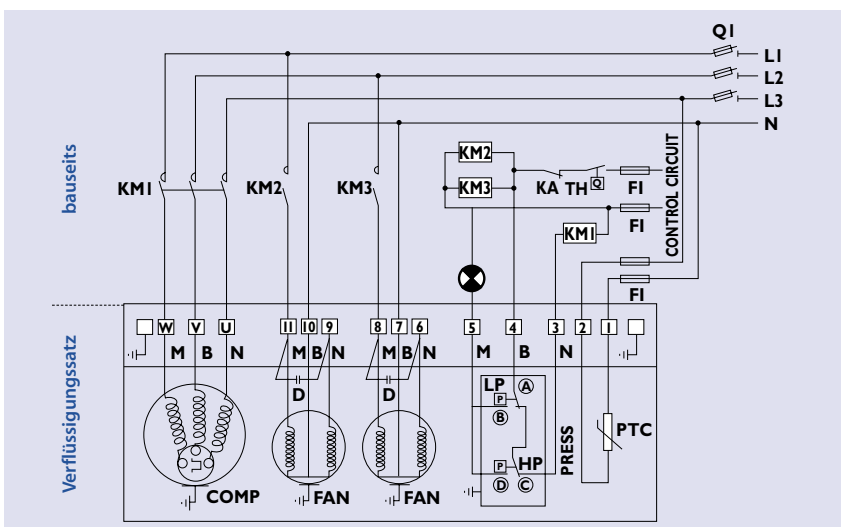 Q1
L1
L2
L3
N
bauseits
KM1
KM2
KM3
KM2
KM3
KA TH Q
FI
FI
KM1
FI
CONTROL CIRCUIT
Verflüssigungssatz
W V U 11 10 9 8 7 6 5 4 3 2 1
M B N M B N M B N M B N
D D
LP A
P
B
P HP
D C
PRESS
PTC
COMP FAN FAN